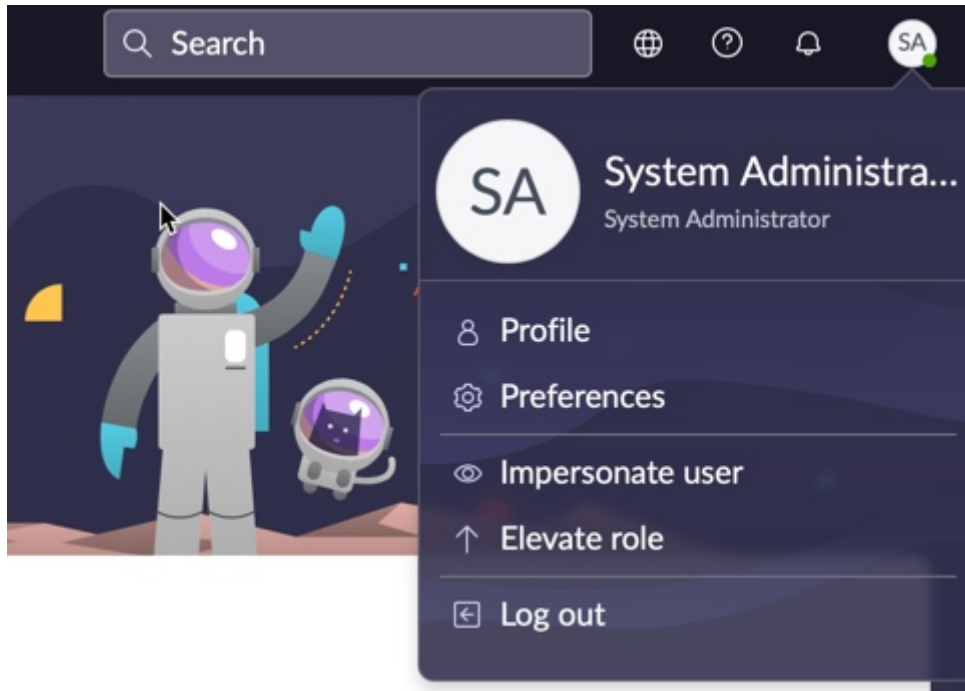 Search
SA
SA
System Administra...
System Administrator
Profile
Preferences
Impersonate user
Elevate role
Log out